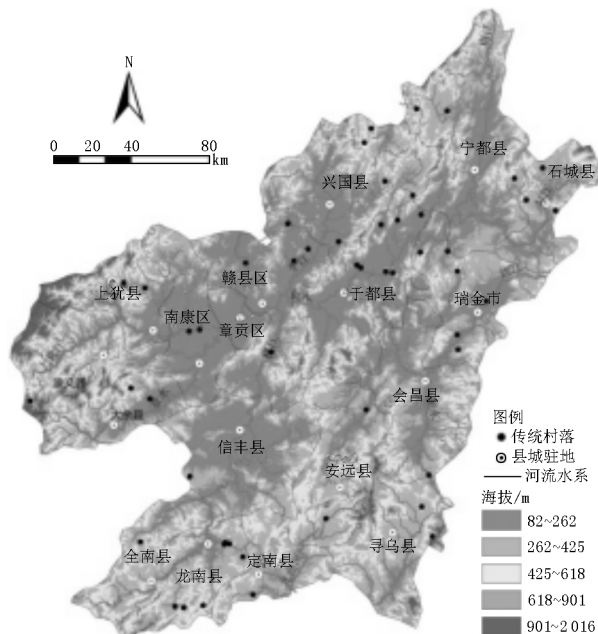 N
0 20 40 80
km
宁都县
石城县
兴国县
赣县区
上犹县
于都县
瑞金市
南康区
章贡区
会昌县
图例
传统村落
县城驻地
河流水系
海拔/m
82~262
262~425
425~618
618~901
901~2 016
信丰县
安远县
寻乌县
全南县
定南县
龙南县